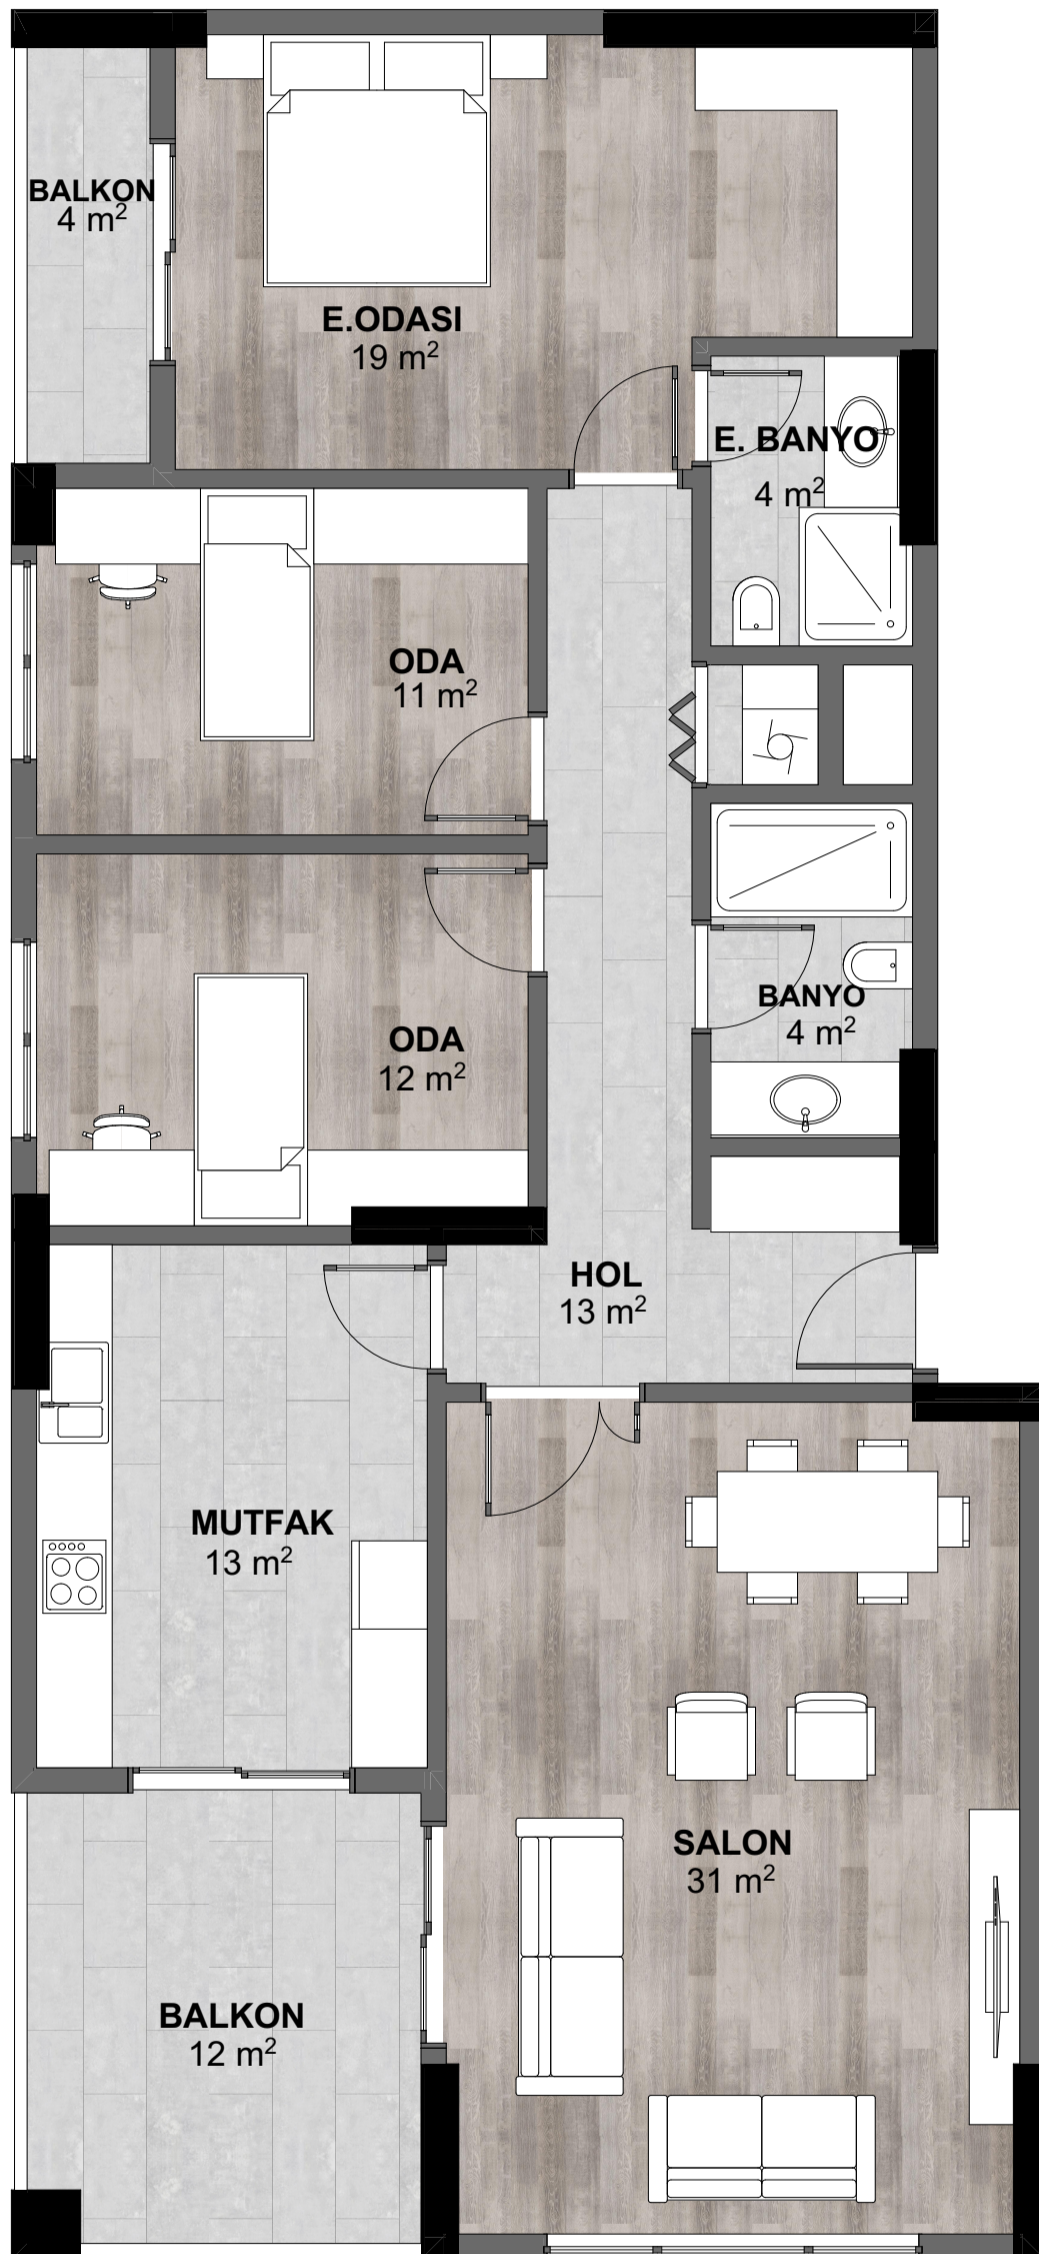 BALKON
4 m²
E.ODASI
19 m²
E. BANYO
4 m²
ODA
11 m²
BANYO
4 m²
ODA
12 m²
HOL
13 m²
MUTFAK
13 m²
SALON
31 m²
BALKON
12 m²